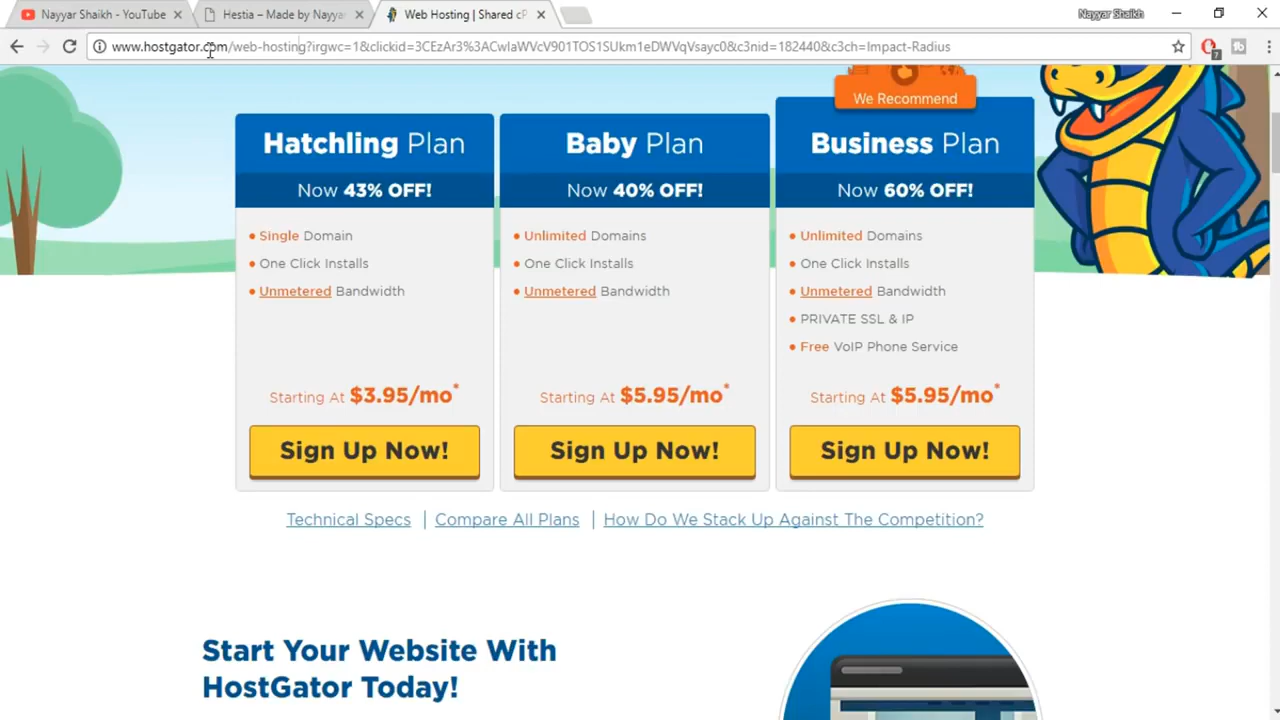 Nayyar Shaikh - YouTube
Hestia – Made by Nayya
Web Hosting | Shared cP
Nayyar Shaikh
www.hostgator.com/web-hosting?irgwc=1&clickid=3CEzAr3%3ACwWaWVcV901TOS1SUkm1eDWVqVsayc0&c3nid=182440&c3ch=Impact-Radius
7
We Recommend
Hatchling Plan
Now 43% OFF!
• Single Domain
• One Click Installs
• Unmetered Bandwidth
Starting At $3.95/mo*
Sign Up Now!
Baby Plan
Now 40% OFF!
• Unlimited Domains
• One Click Installs
• Unmetered Bandwidth
Starting At $5.95/mo*
Sign Up Now!
Business Plan
Now 60% OFF!
• Unlimited Domains
• One Click Installs
• Unmetered Bandwidth
• PRIVATE SSL & IP
• Free VoIP Phone Service
Starting At $5.95/mo*
Sign Up Now!
Technical Specs | Compare All Plans | How Do We Stack Up Against The Competition?
Start Your Website With
HostGator Today!